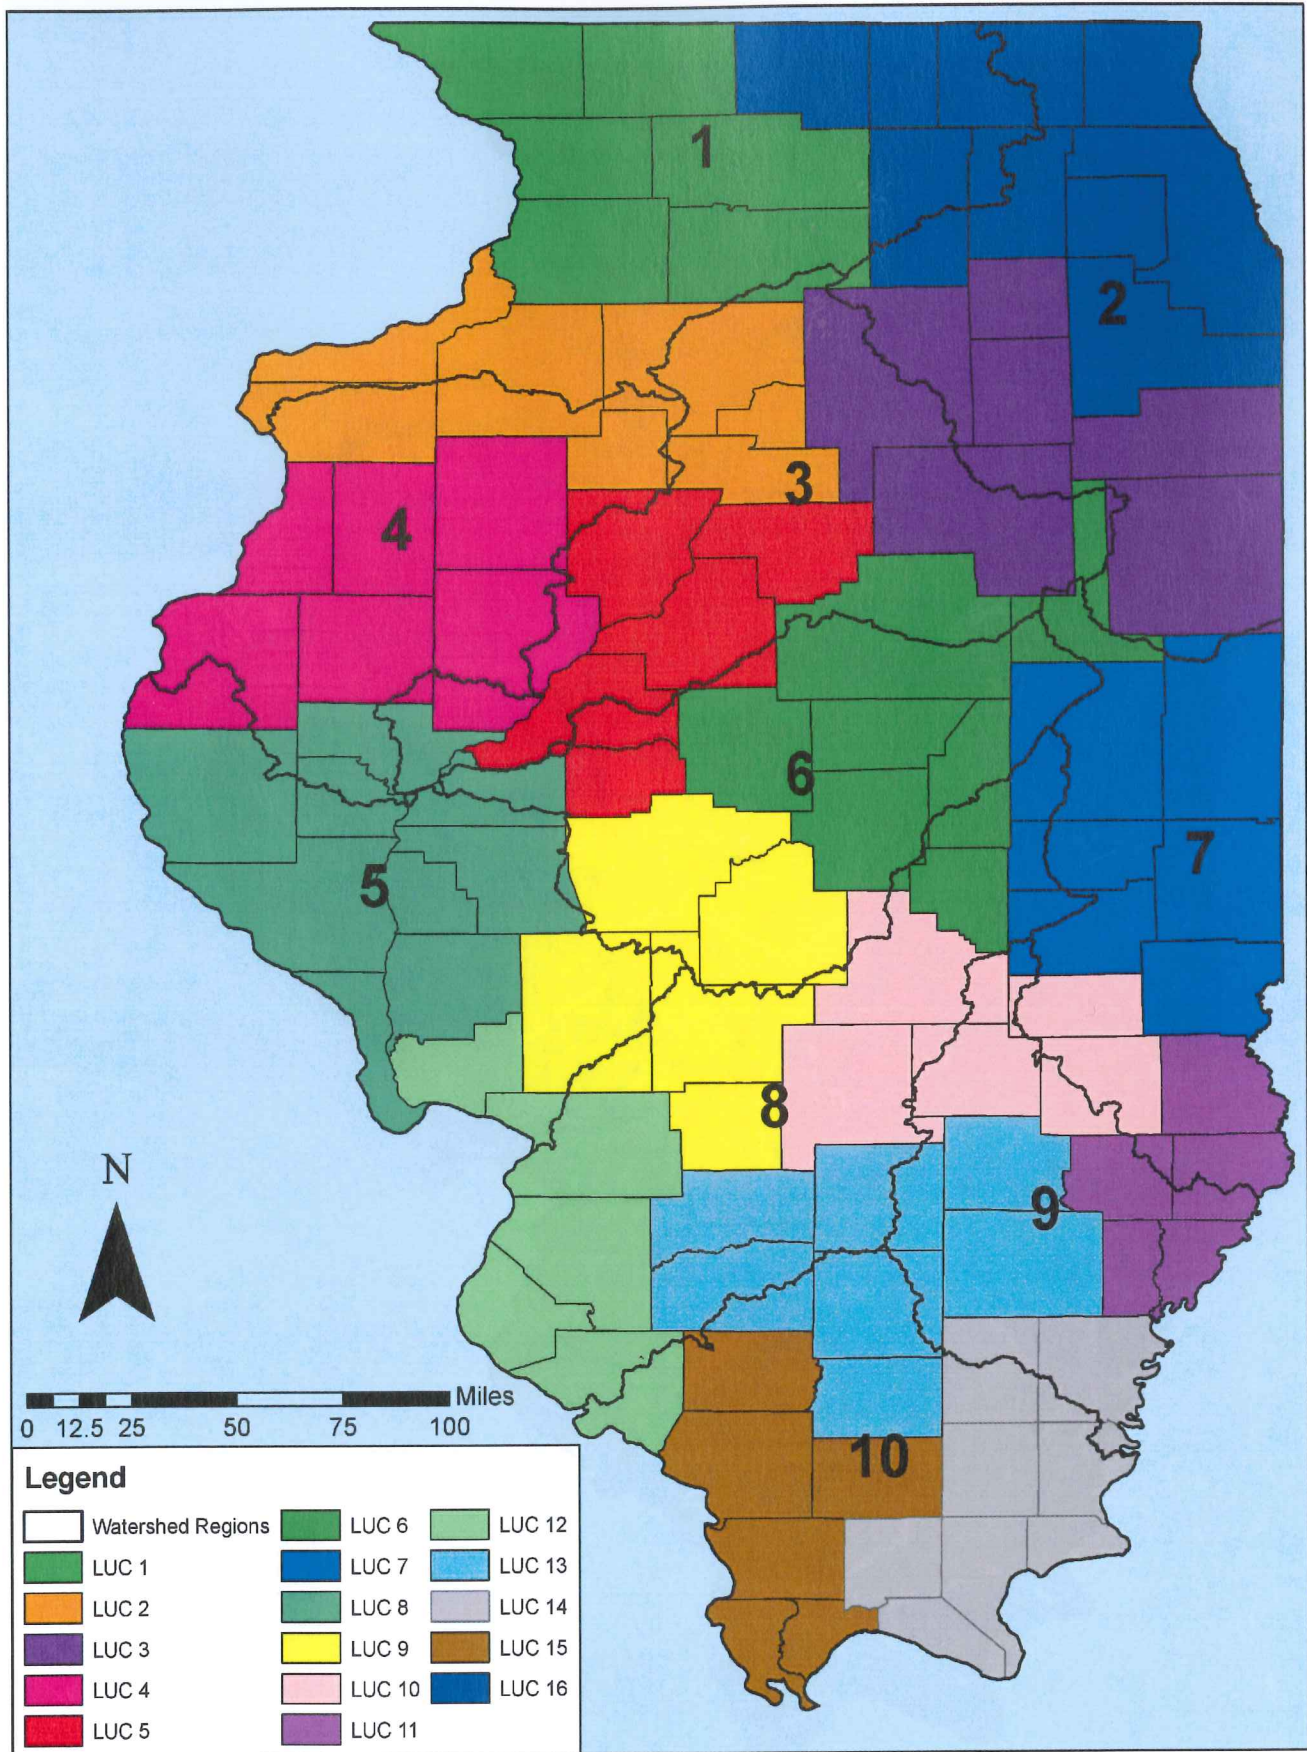 1
2
3
4
5
6
7
8
9
10
N
Miles
0 12.5 25 50 75 100
Legend
Watershed Regions
LUC 1
LUC 2
LUC 3
LUC 4
LUC 5
LUC 6
LUC 7
LUC 8
LUC 9
LUC 10
LUC 11
LUC 12
LUC 13
LUC 14
LUC 15
LUC 16